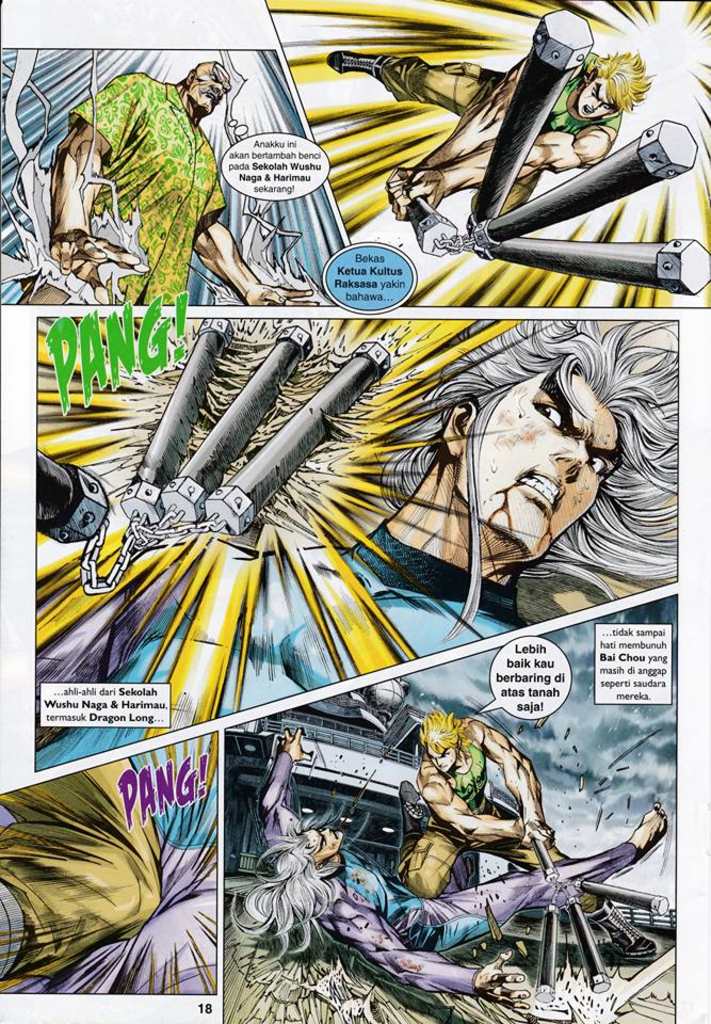 Anakku ini
akan bertambah benci
pada Sekolah Wushu
Naga & Harimau
sekarang!
Bekas
Ketua Kultus
Raksasa yakin
bahawa...
PANG!
...ahli-ahli dari Sekolah
Wushu Naga & Harimau,
termasuk Dragon Long...
...tidak sampai
hati membunuh
Bai Chou yang
masih di anggap
seperti saudara
mereka.
Lebih
baik kau
berbaring di
atas tanah
saja!
PANG!
18